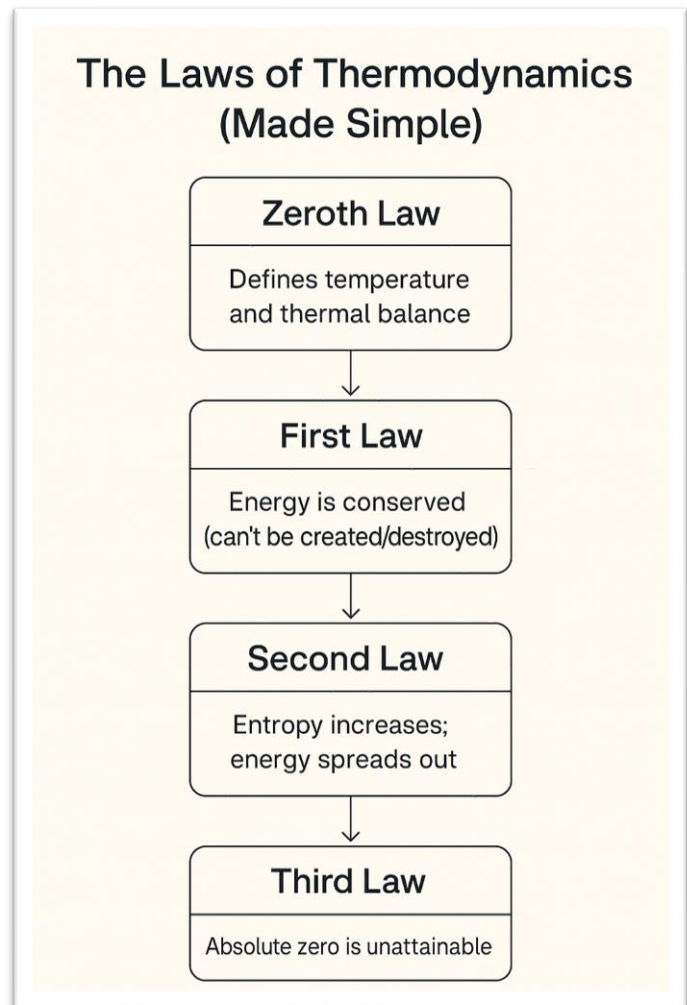 The Laws of Thermodynamics
(Made Simple)
Zeroth Law
Defines temperature
and thermal balance
First Law
Energy is conserved
(can't be created/destroyed)
Second Law
Entropy increases;
energy spreads out
Third Law
Absolute zero is unattainable